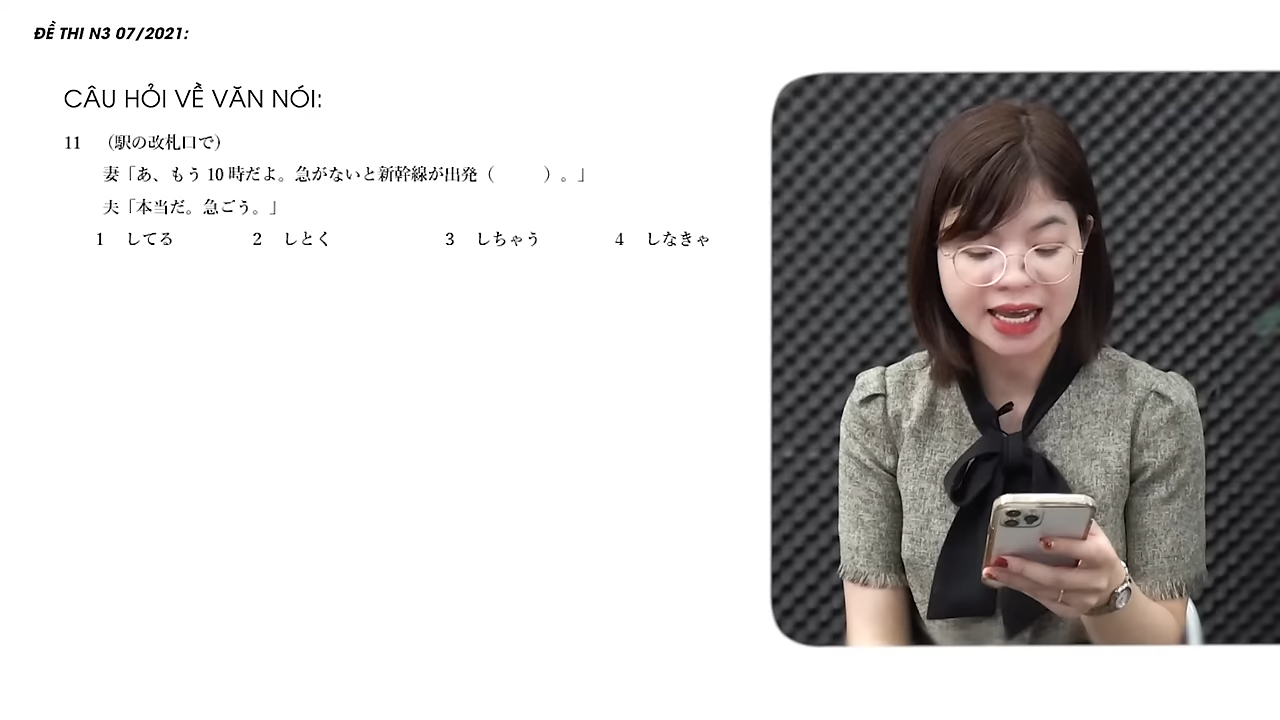 ĐỀ THI N3 07/2021:
CÂU HỎI VỀ VĂN NÓI:
11 （駅の改札口で）
妻「あ、もう 10 時だよ。急がないと新幹線が出発（　　）。」
夫「本当だ。急ごう。」
1 してる 2 しとく 3 しちゃう 4 しなきゃ